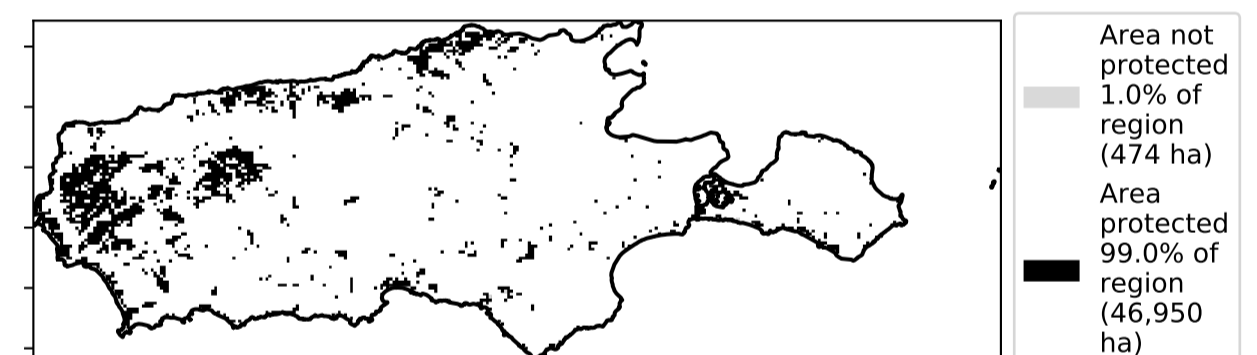 Area not
protected
1.0% of
region
(474 ha)
Area
protected
99.0% of
region
(46,950
ha)